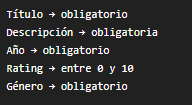 Título → obligatorio
Descripción → obligatoria
Año → obligatorio
Rating → entre 0 y 10
Género → obligatorio